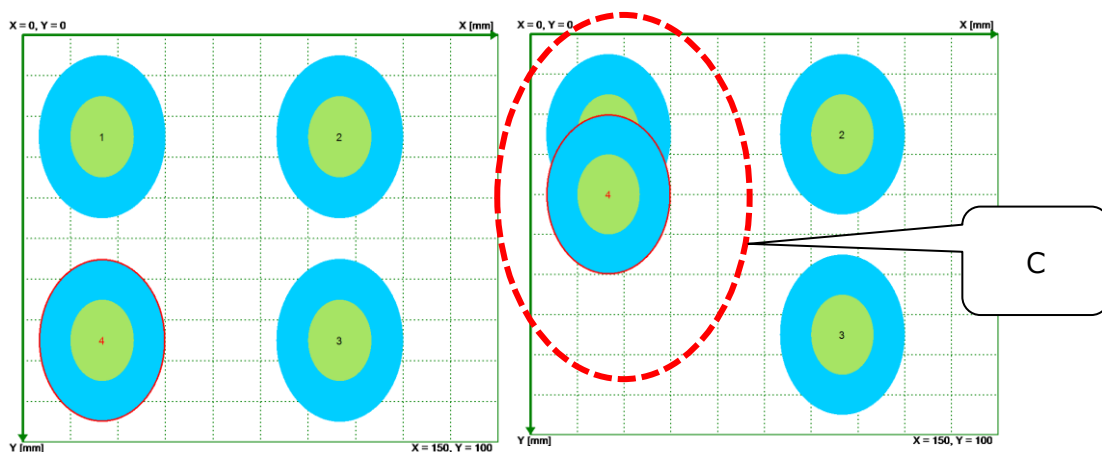 X = 0, Y = 0
X [mm]
1
2
4
3
Y [mm]
X = 150, Y = 100
X = 0, Y = 0
X [mm]
2
4
3
Y [mm]
X = 150, Y = 100
C